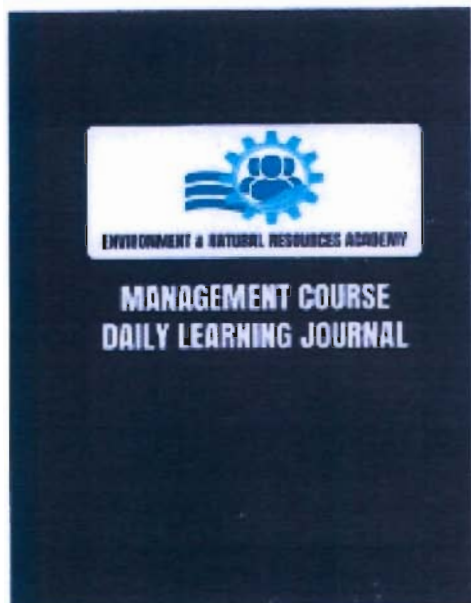 ENVIRONMENT & NATURAL RESOURCES ACADEMY
MANAGEMENT COURSE
DAILY LEARNING JOURNAL